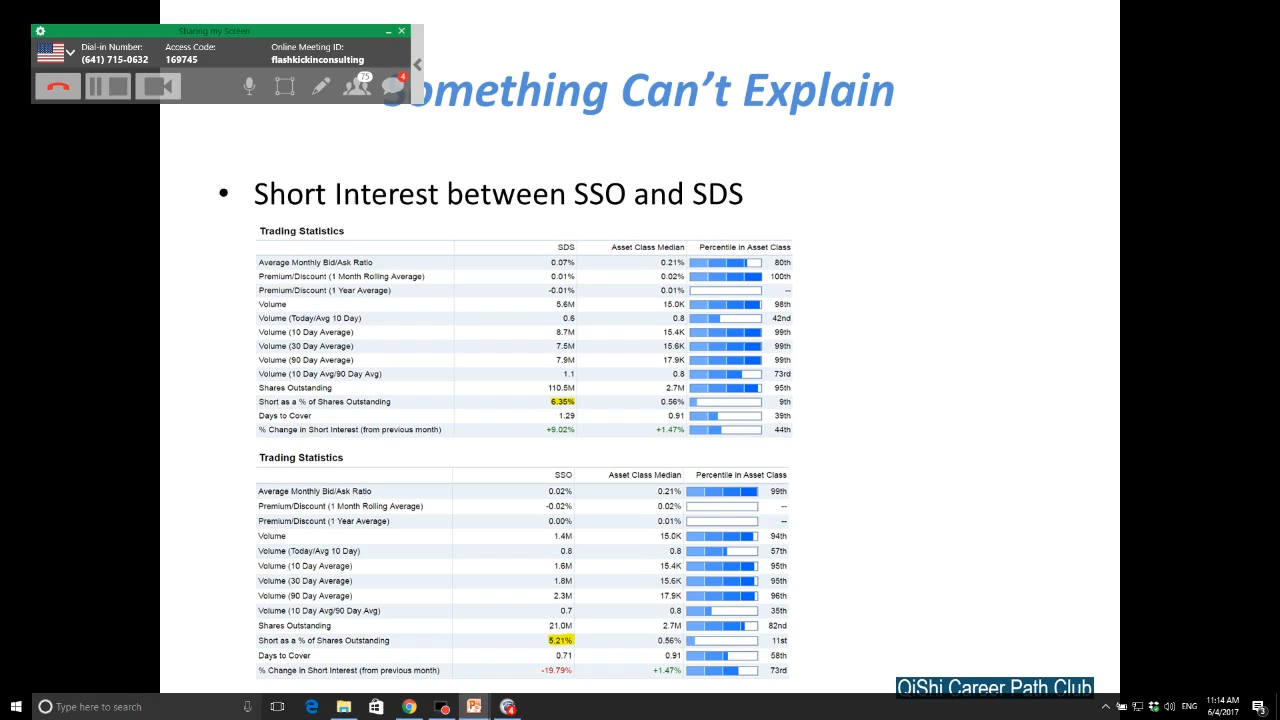 Sharing my Screen
Dial-in Number: Access Code: Online Meeting ID:
(641) 715-0632 169745 flashkickinconsulting
75 4
Something Can't Explain
• Short Interest between SSO and SDS
Trading Statistics
SDS Asset Class Median Percentile in Asset Class
Average Monthly Bid/Ask Ratio 0.07% 0.21% 80th
Premium/Discount (1 Month Rolling Average) 0.01% 0.02% 100th
Premium/Discount (1 Year Average) -0.01% 0.01% --
Volume 5.6M 15.0K 98th
Volume (Today/Avg 10 Day) 0.6 0.8 42nd
Volume (10 Day Average) 8.7M 15.4K 99th
Volume (30 Day Average) 7.5M 15.6K 99th
Volume (90 Day Average) 7.9M 17.9K 99th
Volume (10 Day Avg/90 Day Avg) 1.1 0.8 73rd
Shares Outstanding 110.5M 2.7M 95th
Short as a % of Shares Outstanding 6.35% 0.56% 9th
Days to Cover 1.29 0.91 39th
% Change in Short Interest (from previous month) +9.02% +1.47% 44th
Trading Statistics
SSO Asset Class Median Percentile in Asset Class
Average Monthly Bid/Ask Ratio 0.02% 0.21% 99th
Premium/Discount (1 Month Rolling Average) -0.02% 0.02% --
Premium/Discount (1 Year Average) 0.00% 0.01% --
Volume 1.4M 15.0K 94th
Volume (Today/Avg 10 Day) 0.8 0.8 57th
Volume (10 Day Average) 1.6M 15.4K 95th
Volume (30 Day Average) 1.8M 15.6K 95th
Volume (90 Day Average) 2.3M 17.9K 96th
Volume (10 Day Avg/90 Day Avg) 0.7 0.8 35th
Shares Outstanding 21.0M 2.7M 82nd
Short as a % of Shares Outstanding 5.21% 0.56% 11st
Days to Cover 0.71 0.91 58th
% Change in Short Interest (from previous month) -19.79% +1.47% 73rd
QiShi Career Path Club
Type here to search
ENG
11:14 AM
6/4/2017